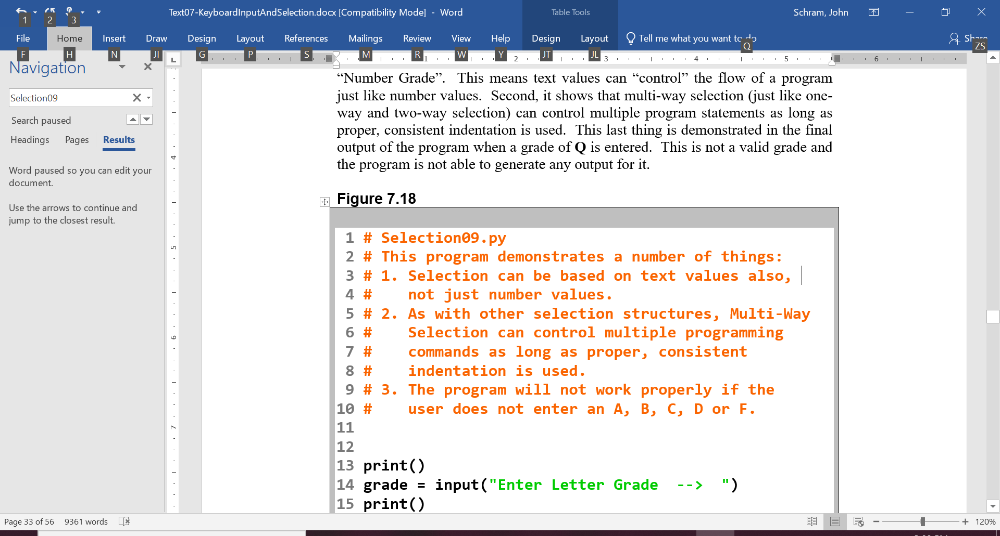 Text07-KeyboardInputAndSelection.docx [Compatibility Mode] - Word
Table Tools
Schram, John
1 2 3
File Home Insert Draw Design Layout References Mailings Review View Help Design Layout Tell me what you want to do Share
F H N JI G P S M R W Y JT JL Q ZS
Navigation
L
1 2 3 4 5 6
Selection09
Search paused
Headings Pages Results
Word paused so you can edit your
document.
Use the arrows to continue and
jump to the closest result.
4
5
6
7
“Number Grade”. This means text values can “control” the flow of a program
just like number values. Second, it shows that multi-way selection (just like one-
way and two-way selection) can control multiple program statements as long as
proper, consistent indentation is used. This last thing is demonstrated in the final
output of the program when a grade of Q is entered. This is not a valid grade and
the program is not able to generate any output for it.
Figure 7.18
1 # Selection09.py
2 # This program demonstrates a number of things:
3 # 1. Selection can be based on text values also,
4 #    not just number values.
5 # 2. As with other selection structures, Multi-Way
6 #    Selection can control multiple programming
7 #    commands as long as proper, consistent
8 #    indentation is used.
9 # 3. The program will not work properly if the
10 #    user does not enter an A, B, C, D or F.
11
12
13 print()
14 grade = input("Enter Letter Grade  -->  ")
15 print()
Page 33 of 56 9361 words
120%